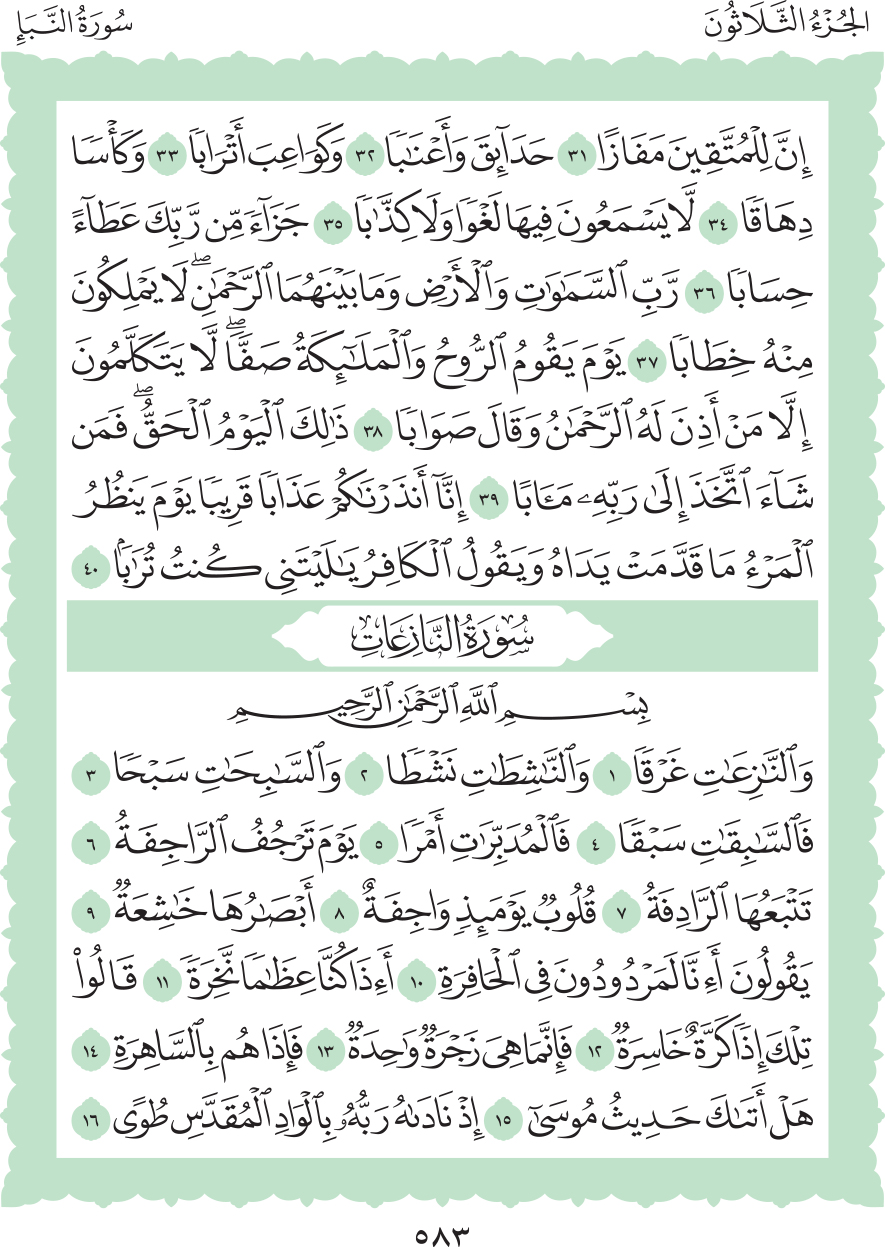 الجُزْءُ الثَّلَاثُونَ
سُورَةُ النَّبَإِ
إِنَّ لِلْمُتَّقِينَ مَفَازًا ٣١ حَدَآئِقَ وَأَعْنَٰبًا ٣٢ وَكَوَاعِبَ أَتْرَابًا ٣٣ وَكَأْسًا
دِهَاقًا ٣٤ لَّا يَسْمَعُونَ فِيهَا لَغْوًا وَلَا كِذَّٰبًا ٣٥ جَزَآءً مِّن رَّبِّكَ عَطَآءً
حِسَابًا ٣٦ رَّبِّ ٱلسَّمَٰوَٰتِ وَٱلْأَرْضِ وَمَا بَيْنَهُمَا ٱلرَّحْمَٰنِۖ لَا يَمْلِكُونَ
مِنْهُ خِطَابًا ٣٧ يَوْمَ يَقُومُ ٱلرُّوحُ وَٱلْمَلَٰٓئِكَةُ صَفًّاۖ لَّا يَتَكَلَّمُونَ
إِلَّا مَنْ أَذِنَ لَهُ ٱلرَّحْمَٰنُ وَقَالَ صَوَابًا ٣٨ ذَٰلِكَ ٱلْيَوْمُ ٱلْحَقُّۖ فَمَن
شَآءَ ٱتَّخَذَ إِلَىٰ رَبِّهِۦ مَـَٔابًا ٣٩ إِنَّآ أَنذَرْنَٰكُمْ عَذَابًا قَرِيبًا يَوْمَ يَنظُرُ
ٱلْمَرْءُ مَا قَدَّمَتْ يَدَاهُ وَيَقُولُ ٱلْكَافِرُ يَٰلَيْتَنِى كُنتُ تُرَٰبًۢا ٤٠
سُورَةُ النَّازِعَاتِ
بِسْمِ ٱللَّهِ ٱلرَّحْمَٰنِ ٱلرَّحِيمِ
وَٱلنَّٰزِعَٰتِ غَرْقًا ١ وَٱلنَّٰشِطَٰتِ نَشْطًا ٢ وَٱلسَّٰبِحَٰتِ سَبْحًا ٣
فَٱلسَّٰبِقَٰتِ سَبْقًا ٤ فَٱلْمُدَبِّرَٰتِ أَمْرًا ٥ يَوْمَ تَرْجُفُ ٱلرَّاجِفَةُ ٦
تَتْبَعُهَا ٱلرَّادِفَةُ ٧ قُلُوبٌ يَوْمَئِذٍ وَاجِفَةٌ ٨ أَبْصَٰرُهَا خَٰشِعَةٌ ٩
يَقُولُونَ أَءِنَّا لَمَرْدُودُونَ فِى ٱلْحَافِرَةِ ١٠ أَءِذَا كُنَّا عِظَٰمًا نَّخِرَةً ١١ قَالُوا۟
تِلْكَ إِذًا كَرَّةٌ خَاسِرَةٌ ١٢ فَإِنَّمَا هِىَ زَجْرَةٌ وَٰحِدَةٌ ١٣ فَإِذَا هُم بِٱلسَّاهِرَةِ ١٤
هَلْ أَتَىٰكَ حَدِيثُ مُوسَىٰٓ ١٥ إِذْ نَادَىٰهُ رَبُّهُۥ بِٱلْوَادِ ٱلْمُقَدَّسِ طُوًى ١٦
٥٨٣